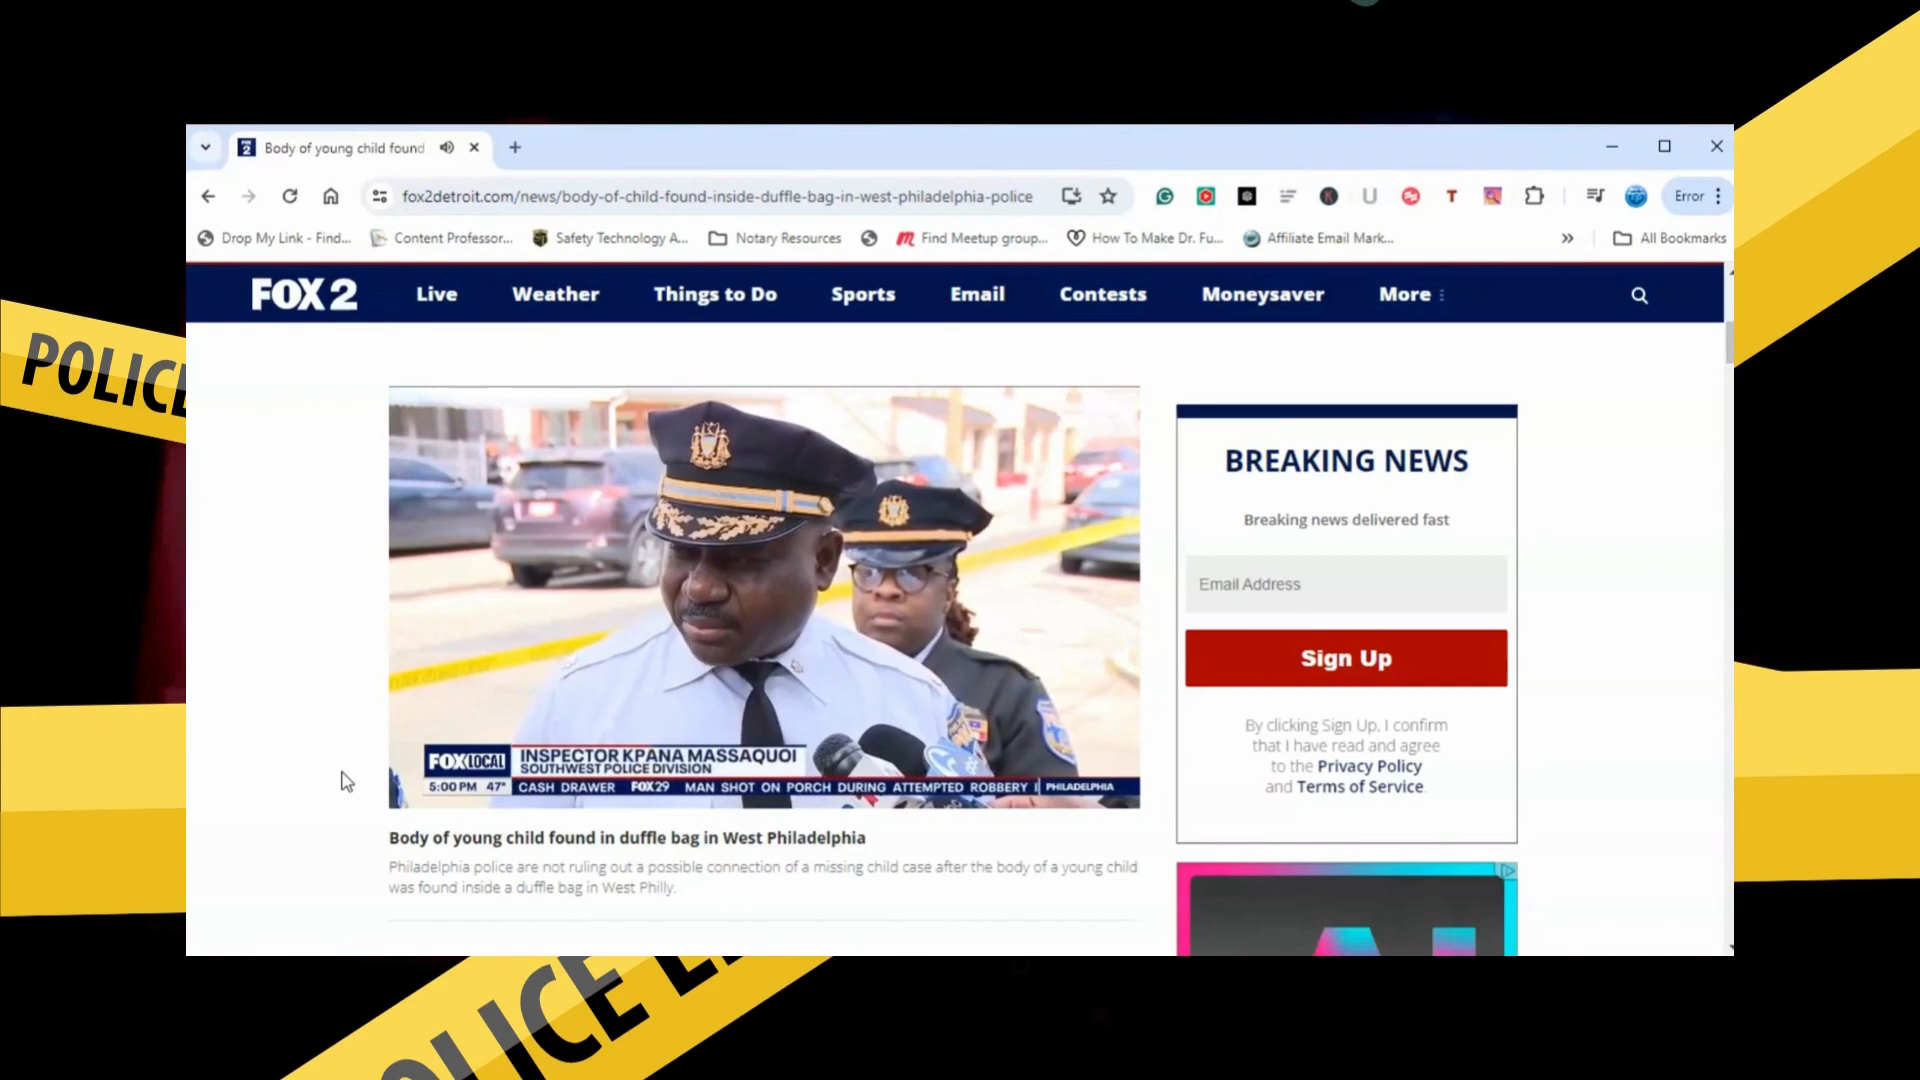 Body of young child found
fox2detroit.com/news/body-of-child-found-inside-duffle-bag-in-west-philadelphia-police
Error
Drop My Link - Find...
Content Professor...
Safety Technology A...
Notary Resources
Find Meetup group...
How To Make Dr. Fu...
Affiliate Email Mark...
All Bookmarks
FOX 2
Live
Weather
Things to Do
Sports
Email
Contests
Moneysaver
More
POLICE
BREAKING NEWS
Breaking news delivered fast
Email Address
Sign Up
By clicking Sign Up, I confirm
that I have read and agree
to the Privacy Policy
and Terms of Service
FOX LOCAL
INSPECTOR KPANA MASSAQUOI
SOUTHWEST POLICE DIVISION
5:00 PM 47°
CASH DRAWER FOX 29 MAN SHOT ON PORCH DURING ATTEMPTED ROBBERY I
PHILADELPHIA
Body of young child found in duffle bag in West Philadelphia
Philadelphia police are not ruling out a possible connection of a missing child case after the body of a young child
was found inside a duffle bag in West Philly.
POLICE